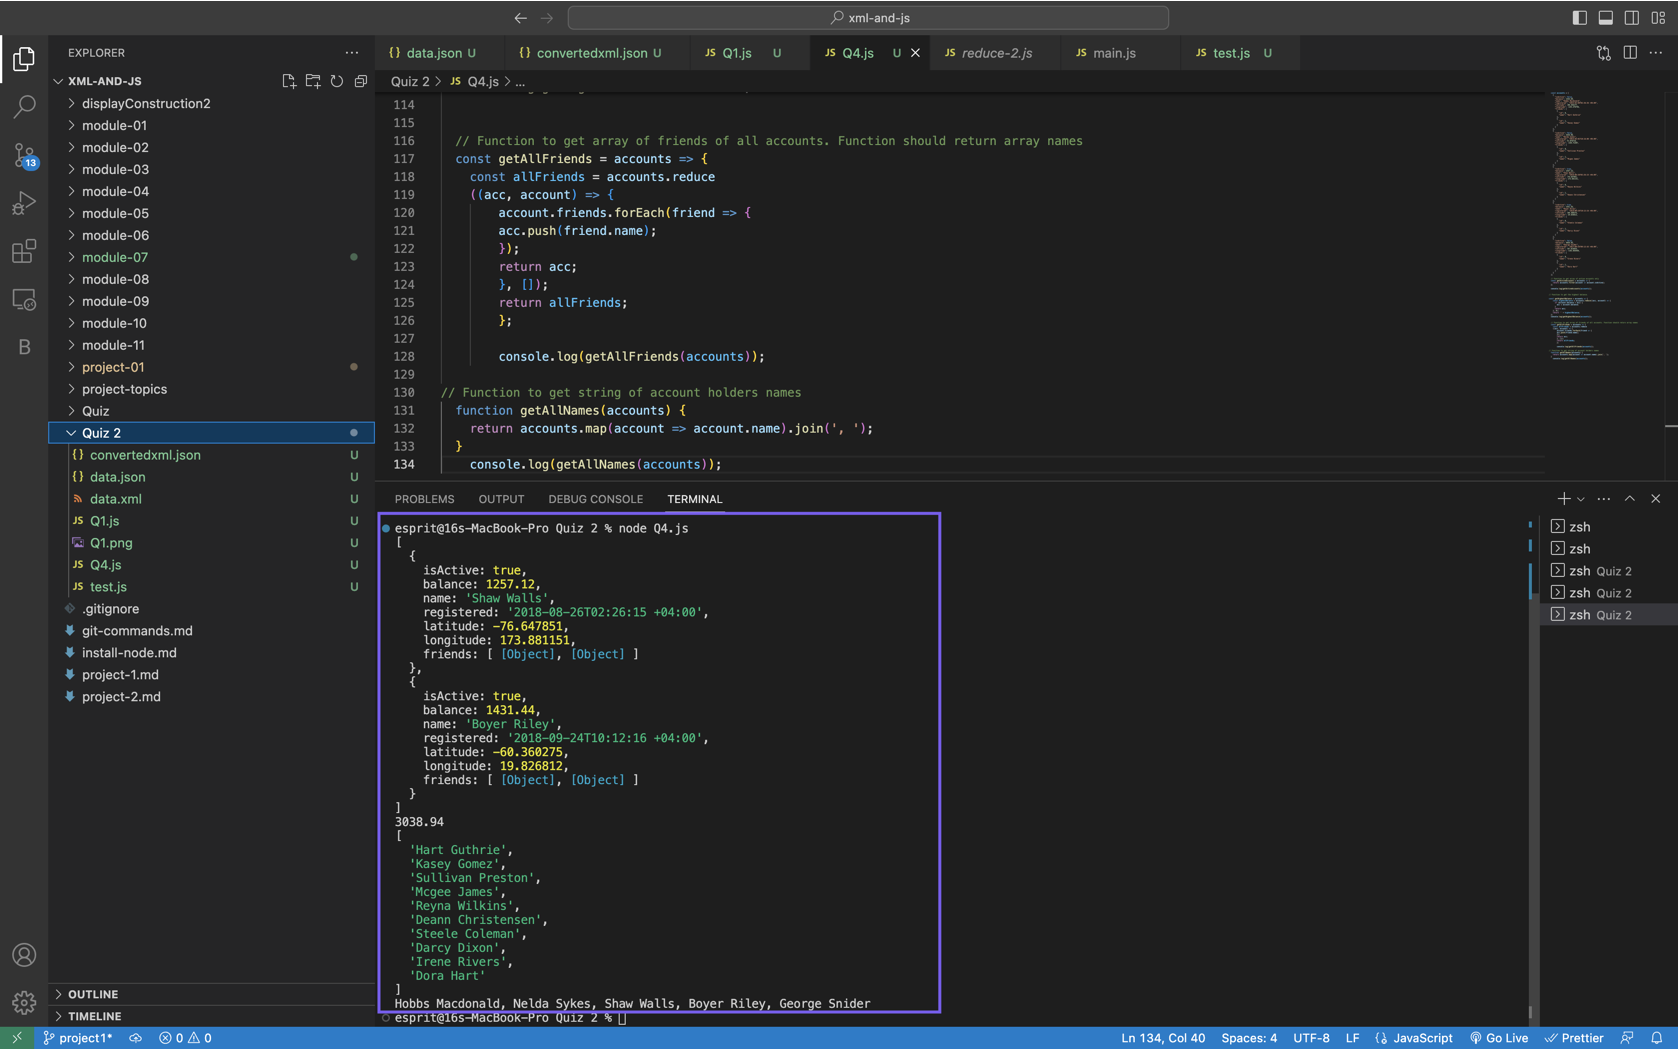 xml-and-js
EXPLORER
XML-AND-JS
displayConstruction2
module-01
module-02
module-03
module-04
module-05
module-06
module-07
module-08
module-09
module-10
module-11
project-01
project-topics
Quiz
Quiz 2
{} convertedxml.json U
{} data.json U
data.xml U
JS Q1.js U
Q1.png U
JS Q4.js U
JS test.js U
.gitignore
git-commands.md
install-node.md
project-1.md
project-2.md
OUTLINE
TIMELINE
13
B
{} data.json U
{} convertedxml.json U
JS Q1.js U
JS Q4.js U
JS reduce-2.js
JS main.js
JS test.js U
Quiz 2 > JS Q4.js > ...
114
115
116 // Function to get array of friends of all accounts. Function should return array names
117 const getAllFriends = accounts => {
118 const allFriends = accounts.reduce
119 ((acc, account) => {
120 account.friends.forEach(friend => {
121 acc.push(friend.name);
122 });
123 return acc;
124 }, []);
125 return allFriends;
126 };
127
128 console.log(getAllFriends(accounts));
129
130 // Function to get string of account holders names
131 function getAllNames(accounts) {
132 return accounts.map(account => account.name).join(', ');
133 }
134 console.log(getAllNames(accounts));
PROBLEMS OUTPUT DEBUG CONSOLE TERMINAL
esprit@16s-MacBook-Pro Quiz 2 % node Q4.js
[
{
isActive: true,
balance: 1257.12,
name: 'Shaw Walls',
registered: '2018-08-26T02:26:15 +04:00',
latitude: -76.647851,
longitude: 173.881151,
friends: [ [Object], [Object] ]
},
{
isActive: true,
balance: 1431.44,
name: 'Boyer Riley',
registered: '2018-09-24T10:12:16 +04:00',
latitude: -60.360275,
longitude: 19.826812,
friends: [ [Object], [Object] ]
}
]
3038.94
[
'Hart Guthrie',
'Kasey Gomez',
'Sullivan Preston',
'Mcgee James',
'Reyna Wilkins',
'Deann Christensen',
'Steele Coleman',
'Darcy Dixon',
'Irene Rivers',
'Dora Hart'
]
Hobbs Macdonald, Nelda Sykes, Shaw Walls, Boyer Riley, George Snider
esprit@16s-MacBook-Pro Quiz 2 %
zsh
zsh
zsh Quiz 2
zsh Quiz 2
zsh Quiz 2
project1* 0 0 Ln 134, Col 40 Spaces: 4 UTF-8 LF {} JavaScript Go Live Prettier